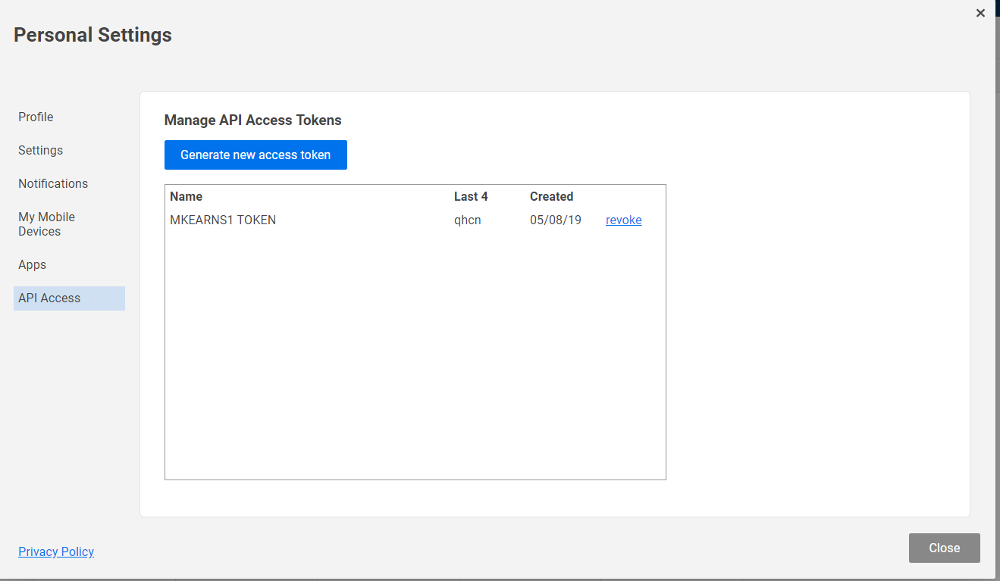 Personal Settings
Profile
Settings
Notifications
My Mobile
Devices
Apps
API Access
Manage API Access Tokens
Generate new access token
Name Last 4 Created
MKEARNS1 TOKEN qhcn 05/08/19 revoke
Privacy Policy
Close